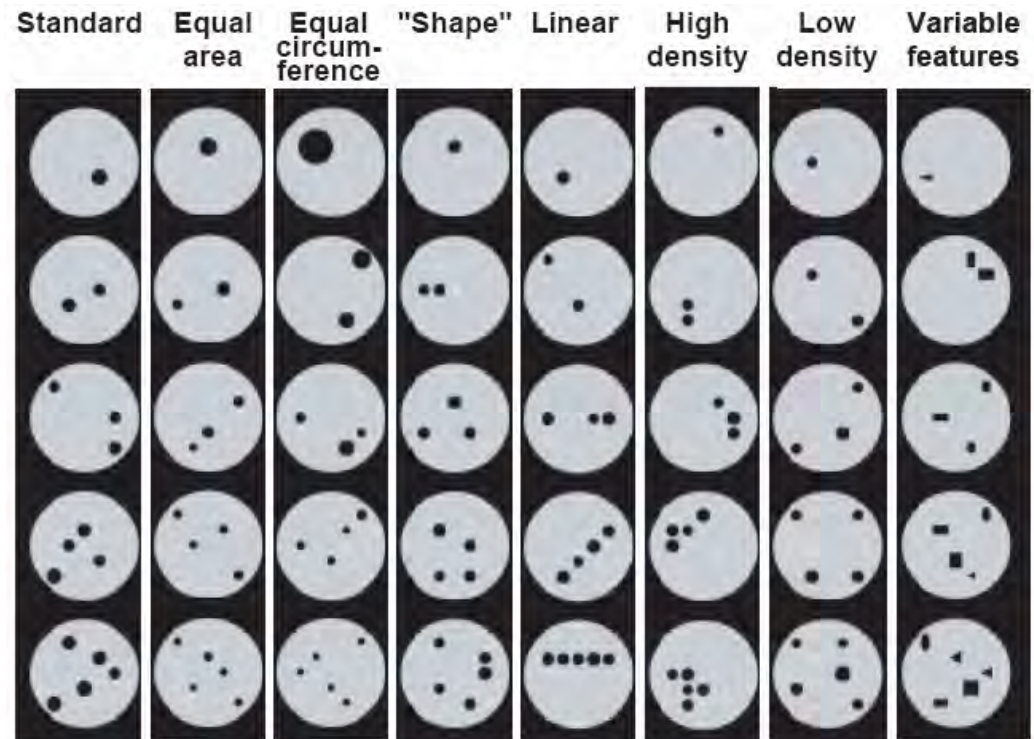 Standard
Equal
area
Equal
circum-
ference
"Shape"
Linear
High
density
Low
density
Variable
features